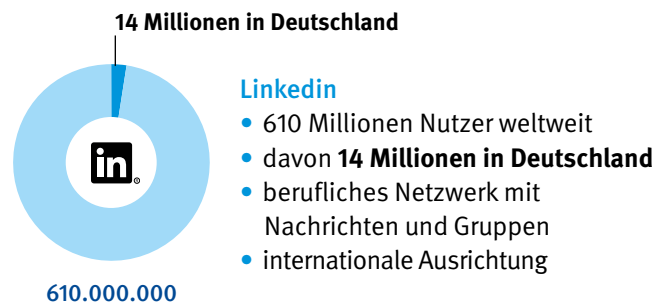 14 Millionen in Deutschland
in
Linkedin
• 610 Millionen Nutzer weltweit
• davon 14 Millionen in Deutschland
• berufliches Netzwerk mit
Nachrichten und Gruppen
• internationale Ausrichtung
610.000.000